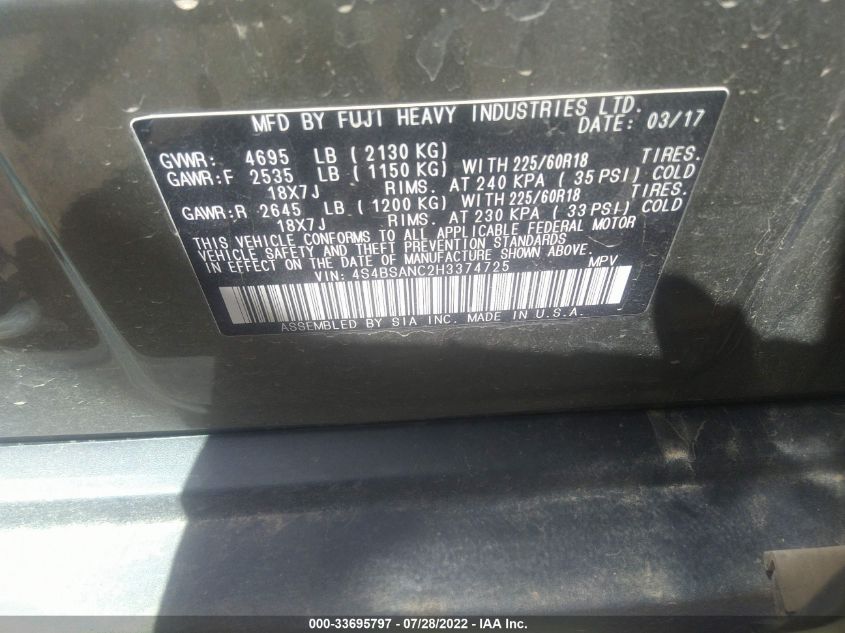 MFD BY FUJI HEAVY INDUSTRIES LTD.
DATE: 03/17
GVWR: 4695 LB ( 2130 KG)
GAWR:F 2535 LB ( 1150 KG) WITH 225/60R18 TIRES.
18X7J RIMS. AT 240 KPA ( 35 PSI) COLD
GAWR:R 2645 LB ( 1200 KG) WITH 225/60R18 TIRES.
18X7J RIMS. AT 230 KPA ( 33 PSI) COLD
THIS VEHICLE CONFORMS TO ALL APPLICABLE FEDERAL MOTOR
VEHICLE SAFETY AND THEFT PREVENTION STANDARDS
IN EFFECT ON THE DATE OF MANUFACTURE SHOWN ABOVE.
VIN: 4S4BSANC2H3374725 MPV
ASSEMBLED BY SIA INC. MADE IN U.S.A.
000-33695797 - 07/28/2022 - IAA Inc.